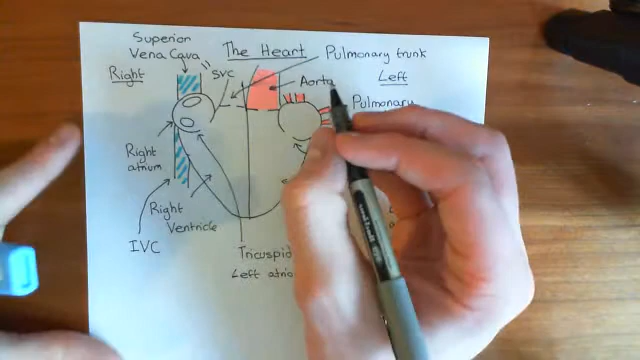 Superior
Vena Cava
The Heart
Pulmonary trunk
Right
SVC
Aorta
Left
Pulmonary
Right
atrium
Right
Ventricle
IVC
Tricuspid
Left atrio